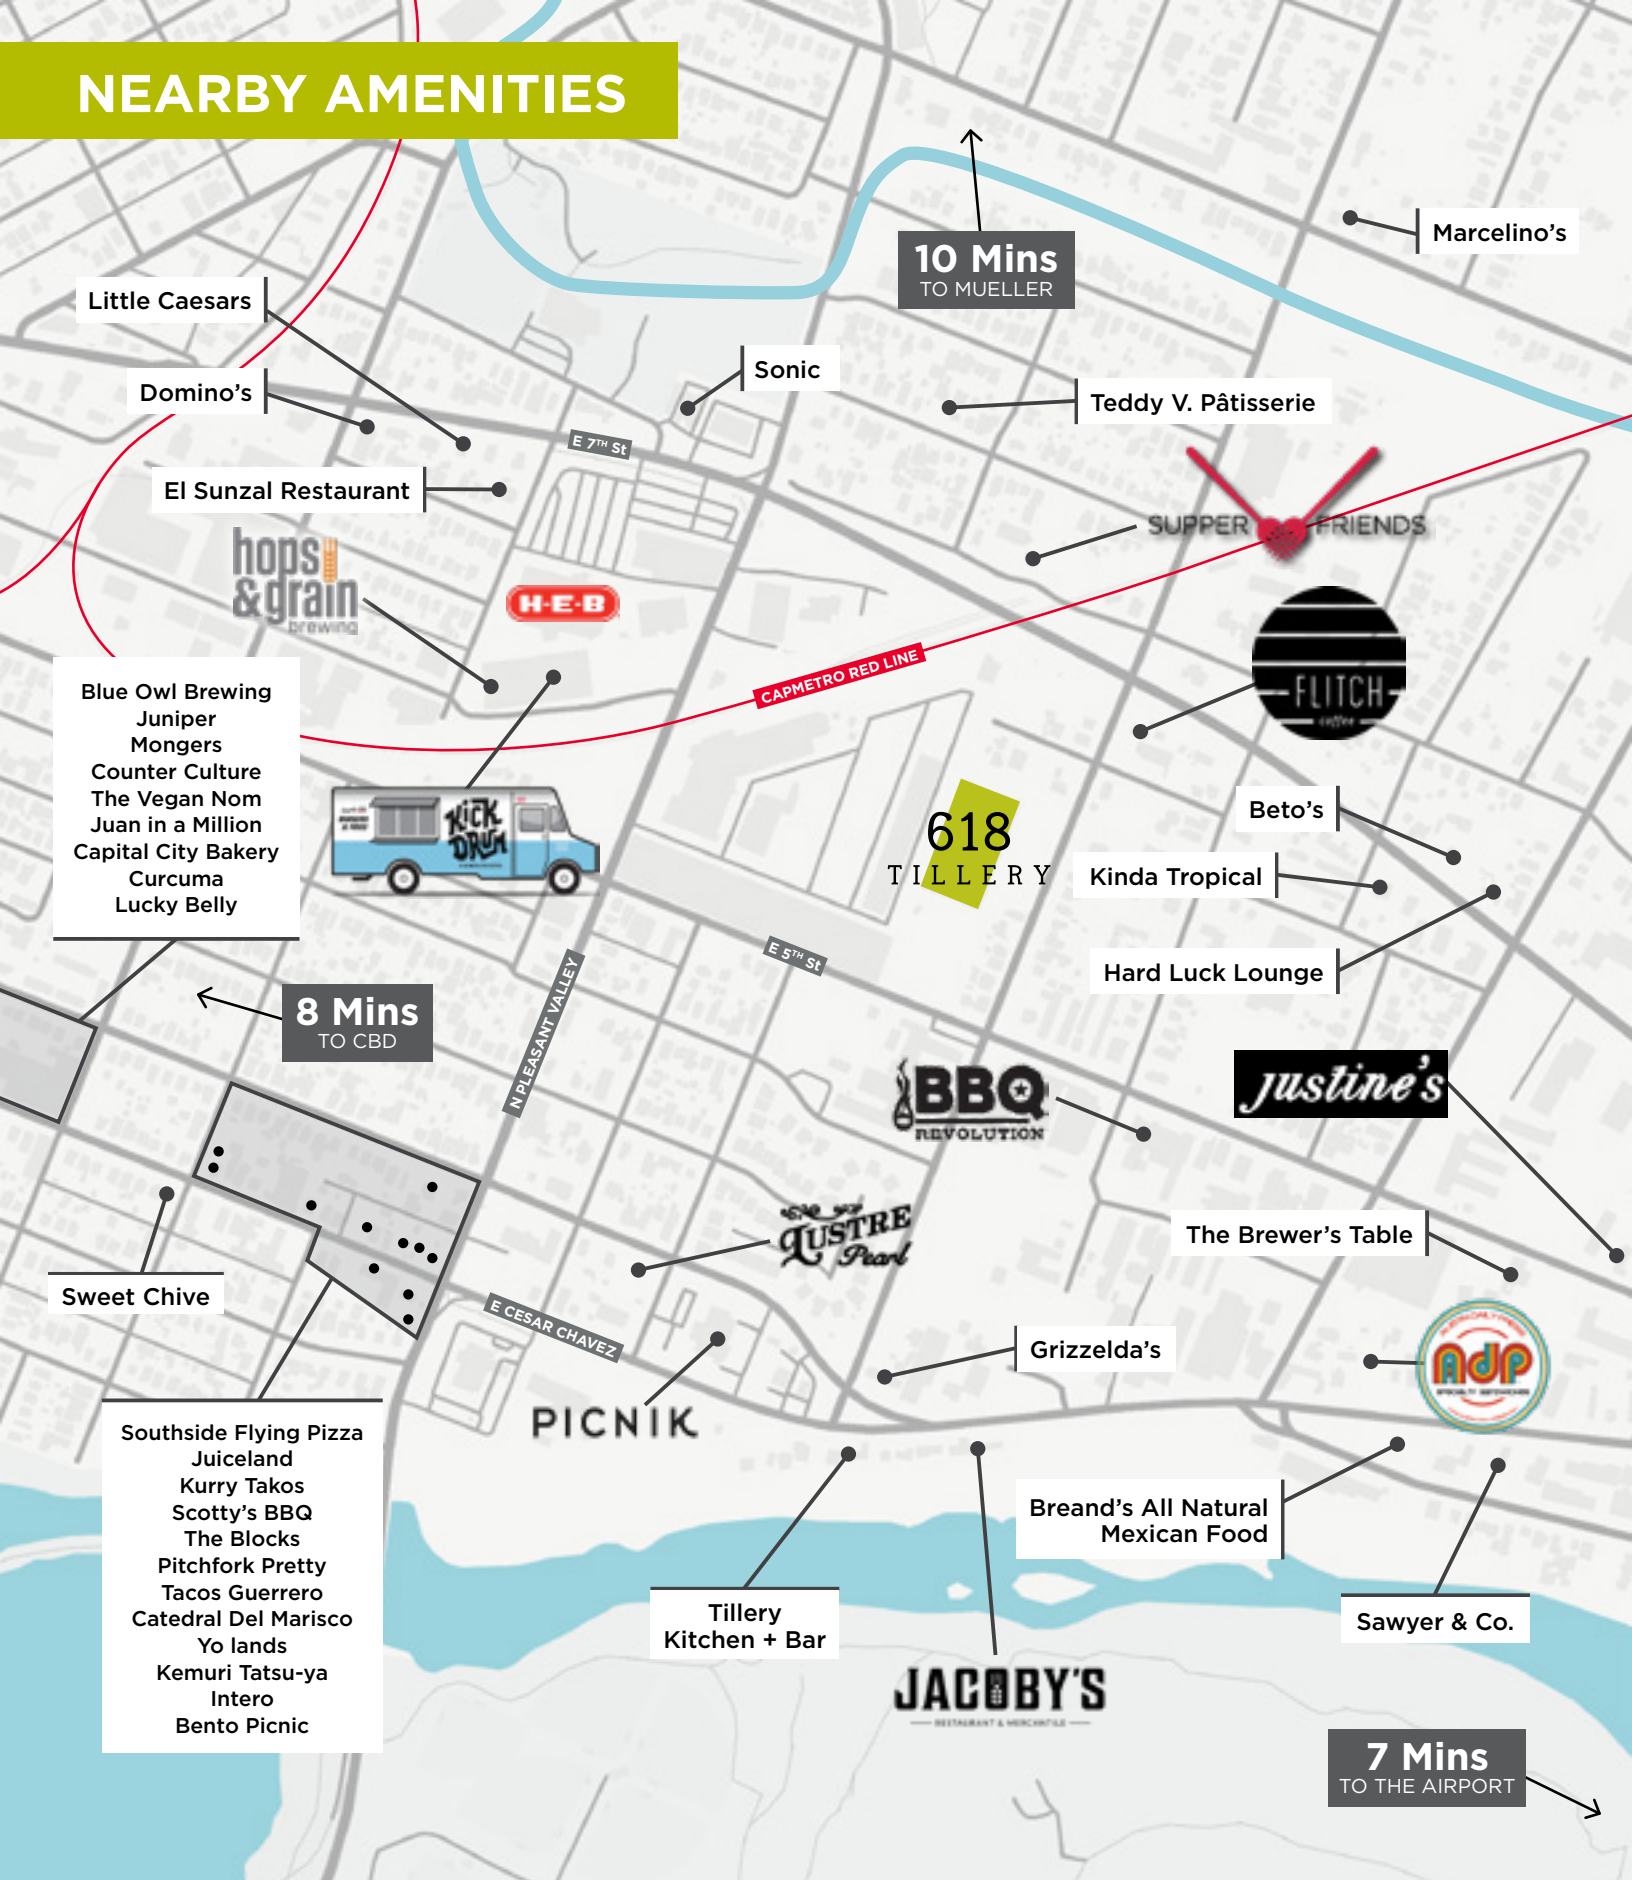 NEARBY AMENITIES
10 Mins
TO MUELLER
Marcelino’s
Little Caesars
Sonic
Domino’s
Teddy V. Pâtisserie
E 7TH St
El Sunzal Restaurant
SUPPER FRIENDS
hops
& grain
brewing
H-E-B
CAPMETRO RED LINE
FLITCH
coffee
Blue Owl Brewing
Juniper
Mongers
Counter Culture
The Vegan Nom
Juan in a Million
Capital City Bakery
Curcuma
Lucky Belly
KICK
DRUM
618
TILLERY
Beto’s
Kinda Tropical
Hard Luck Lounge
E 5TH St
N PLEASANT VALLEY
8 Mins
TO CBD
BBQ
REVOLUTION
justine's
LUSTRE
Pearl
The Brewer’s Table
Sweet Chive
E CESAR CHAVEZ
Grizzelda’s
ADP
SPECIALTY SANDWICHES
PICNIK
Southside Flying Pizza
Juiceland
Kurry Takos
Scotty’s BBQ
The Blocks
Pitchfork Pretty
Tacos Guerrero
Catedral Del Marisco
Yo lands
Kemuri Tatsu-ya
Intero
Bento Picnic
Breand’s All Natural
Mexican Food
Tillery
Kitchen + Bar
Sawyer & Co.
JACOBY'S
RESTAURANT & MERCANTILE
7 Mins
TO THE AIRPORT